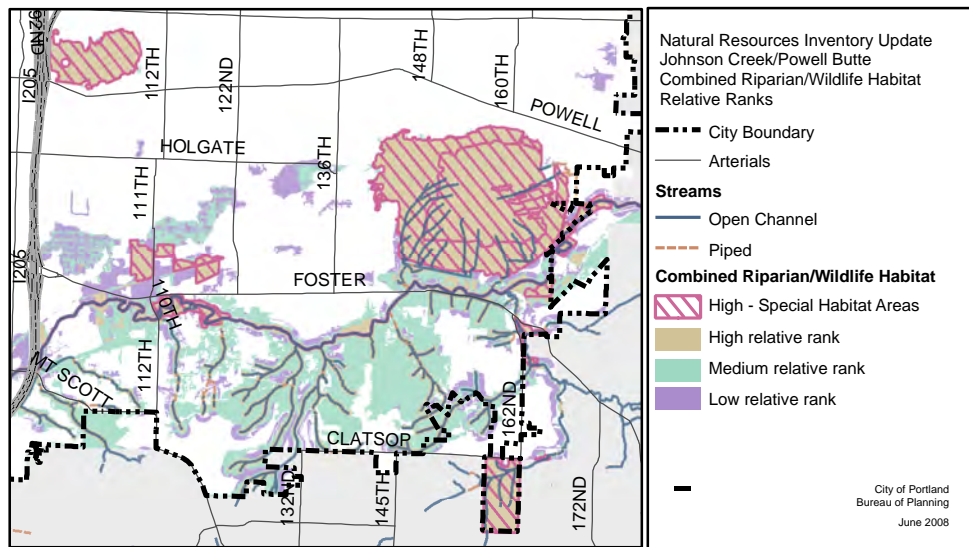 92ND
I205
112TH
122ND
148TH
160TH
POWELL
HOLGATE
136TH
111TH
I205
FOSTER
110TH
112TH
MT SCOTT
162ND
CLATSOP
132ND
145TH
172ND
Natural Resources Inventory Update
Johnson Creek/Powell Butte
Combined Riparian/Wildlife Habitat
Relative Ranks
City Boundary
Arterials
Streams
Open Channel
Piped
Combined Riparian/Wildlife Habitat
High - Special Habitat Areas
High relative rank
Medium relative rank
Low relative rank
City of Portland
Bureau of Planning
June 2008